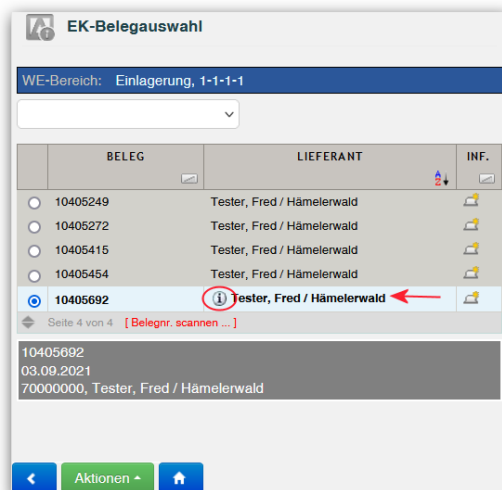 EK-Belegauswahl
WE-Bereich: Einlagerung, 1-1-1-1
BELEG LIEFERANT INF.
10405249 Tester, Fred / Hämelerwald
10405272 Tester, Fred / Hämelerwald
10405415 Tester, Fred / Hämelerwald
10405454 Tester, Fred / Hämelerwald
10405692 Tester, Fred / Hämelerwald
Seite 4 von 4 [ Belegnr. scannen ... ]
10405692
03.09.2021
70000000, Tester, Fred / Hämelerwald
Aktionen